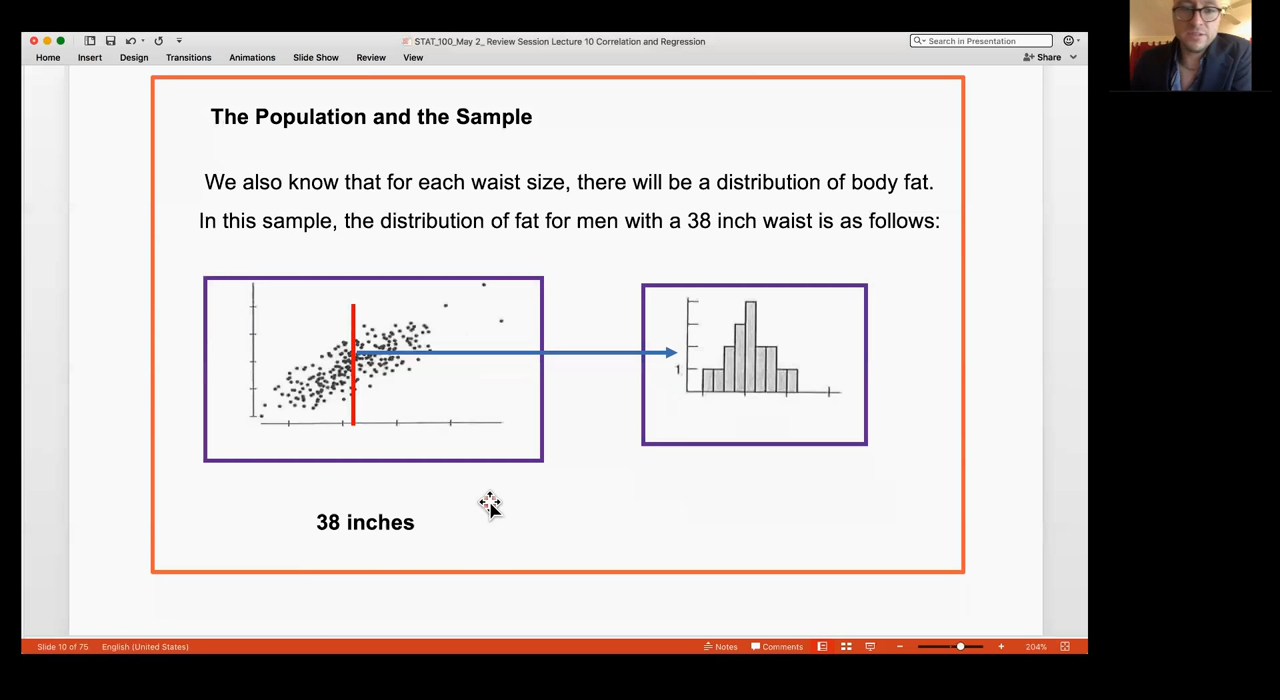 STAT_100_May 2_ Review Session Lecture 10 Correlation and Regression
Search in Presentation
Home Insert Design Transitions Animations Slide Show Review View
Share
The Population and the Sample
We also know that for each waist size, there will be a distribution of body fat.
In this sample, the distribution of fat for men with a 38 inch waist is as follows:
1
38 inches
Slide 10 of 75 English (United States) Notes Comments 204%